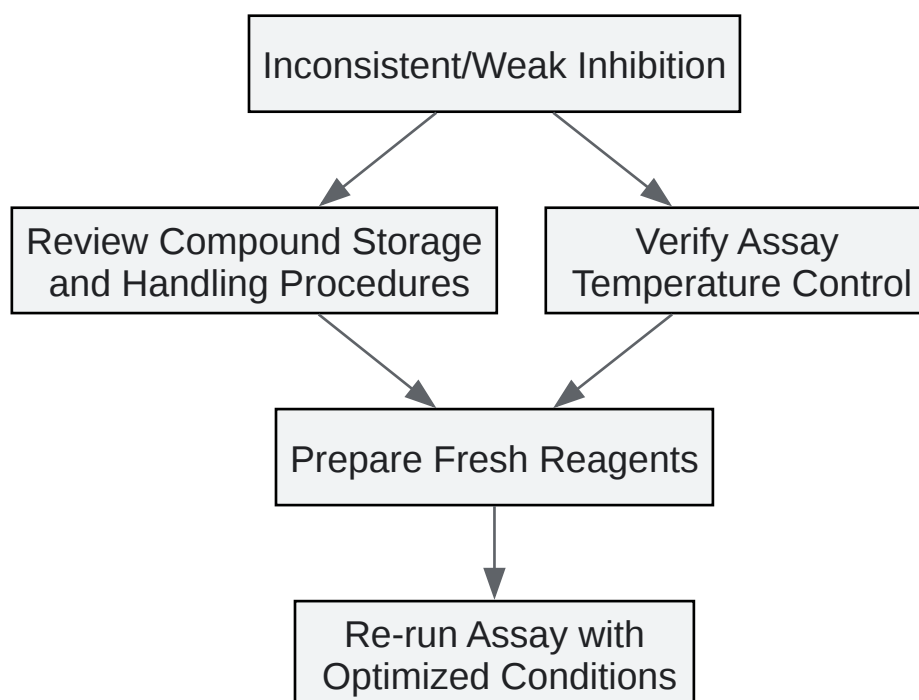 Inconsistent/Weak Inhibition
Review Compound Storage
and Handling Procedures
Verify Assay
Temperature Control
Prepare Fresh Reagents
Re-run Assay with
Optimized Conditions